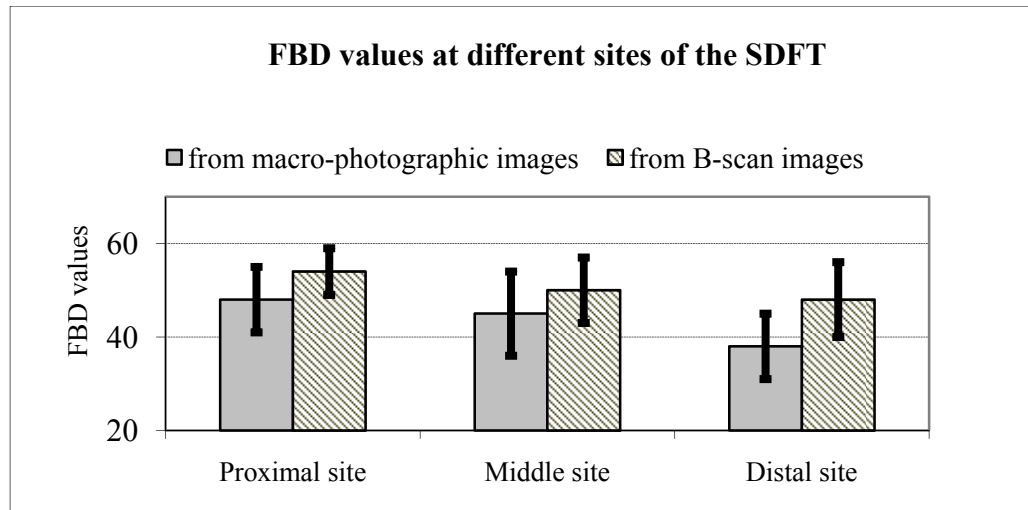 FBD values at different sites of the SDFT
from macro-photographic images from B-scan images
FBD values
60
40
20
Proximal site Middle site Distal site